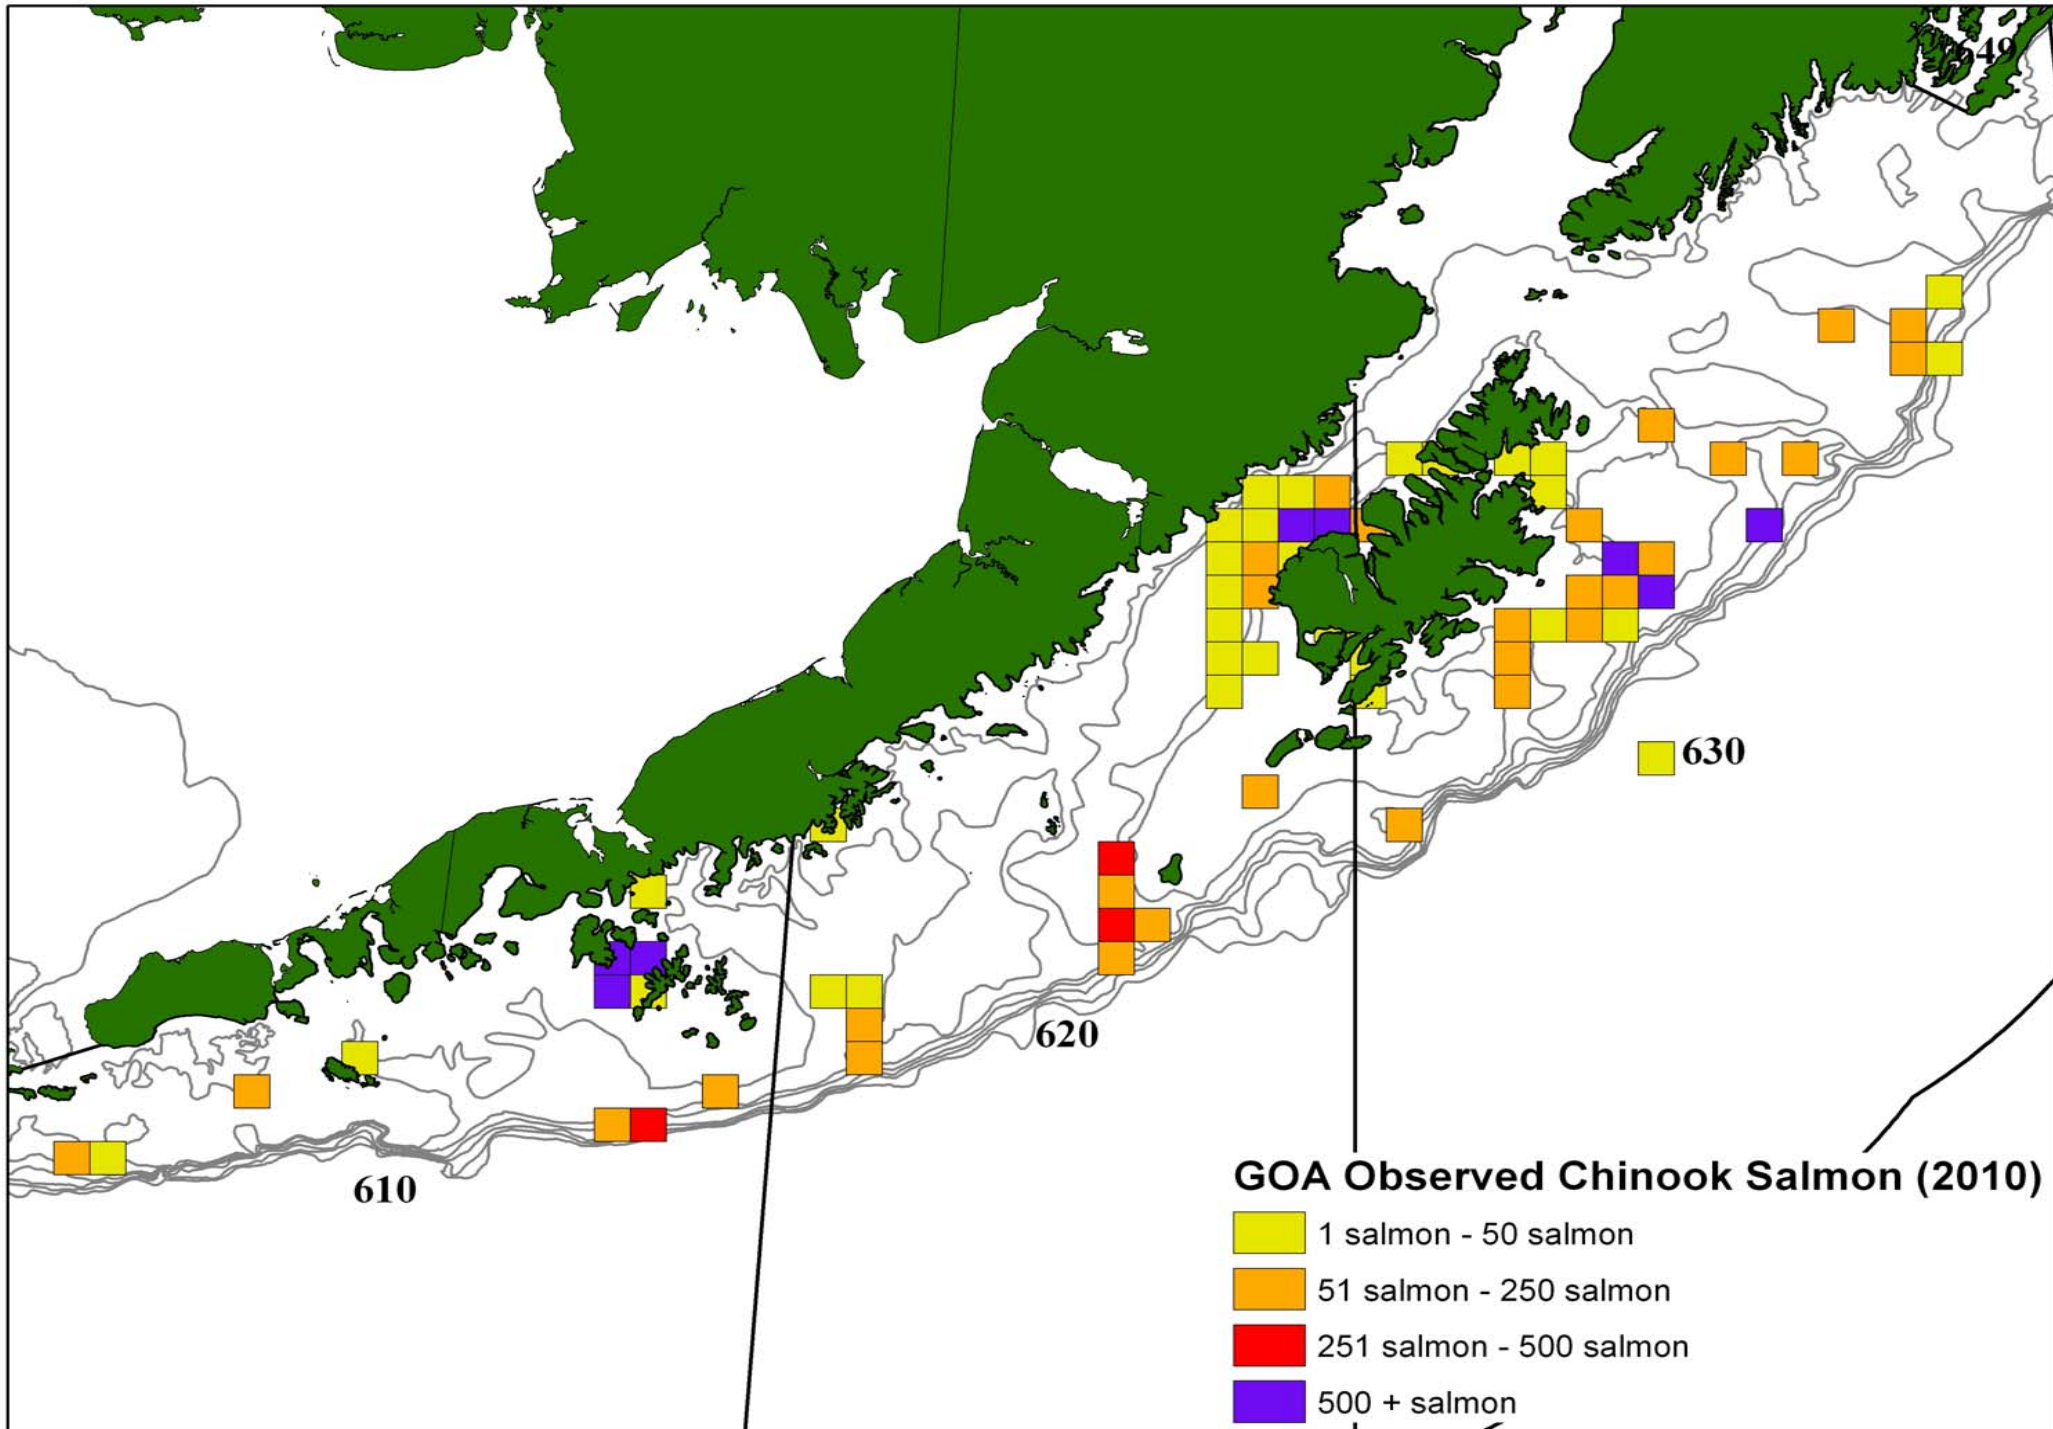 649
630
620
610
GOA Observed Chinook Salmon (2010)
1 salmon - 50 salmon
51 salmon - 250 salmon
251 salmon - 500 salmon
500 + salmon